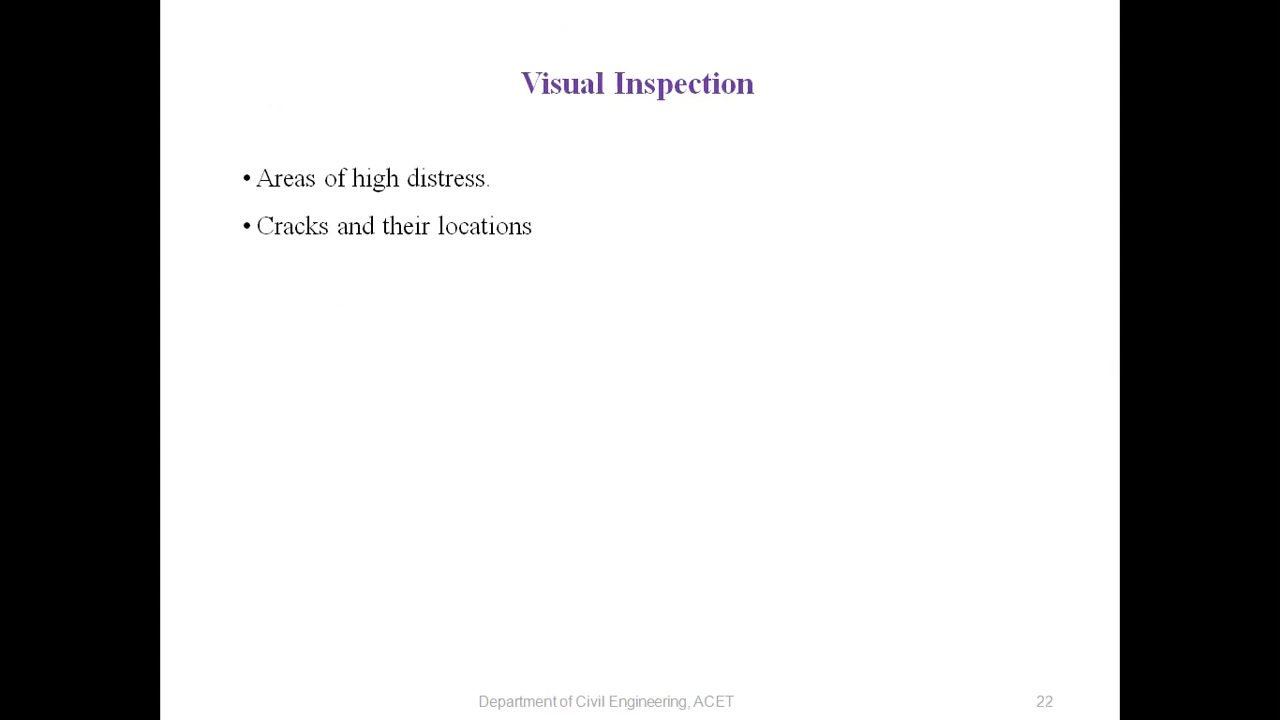 Visual Inspection
• Areas of high distress.
• Cracks and their locations
Department of Civil Engineering, ACET
22